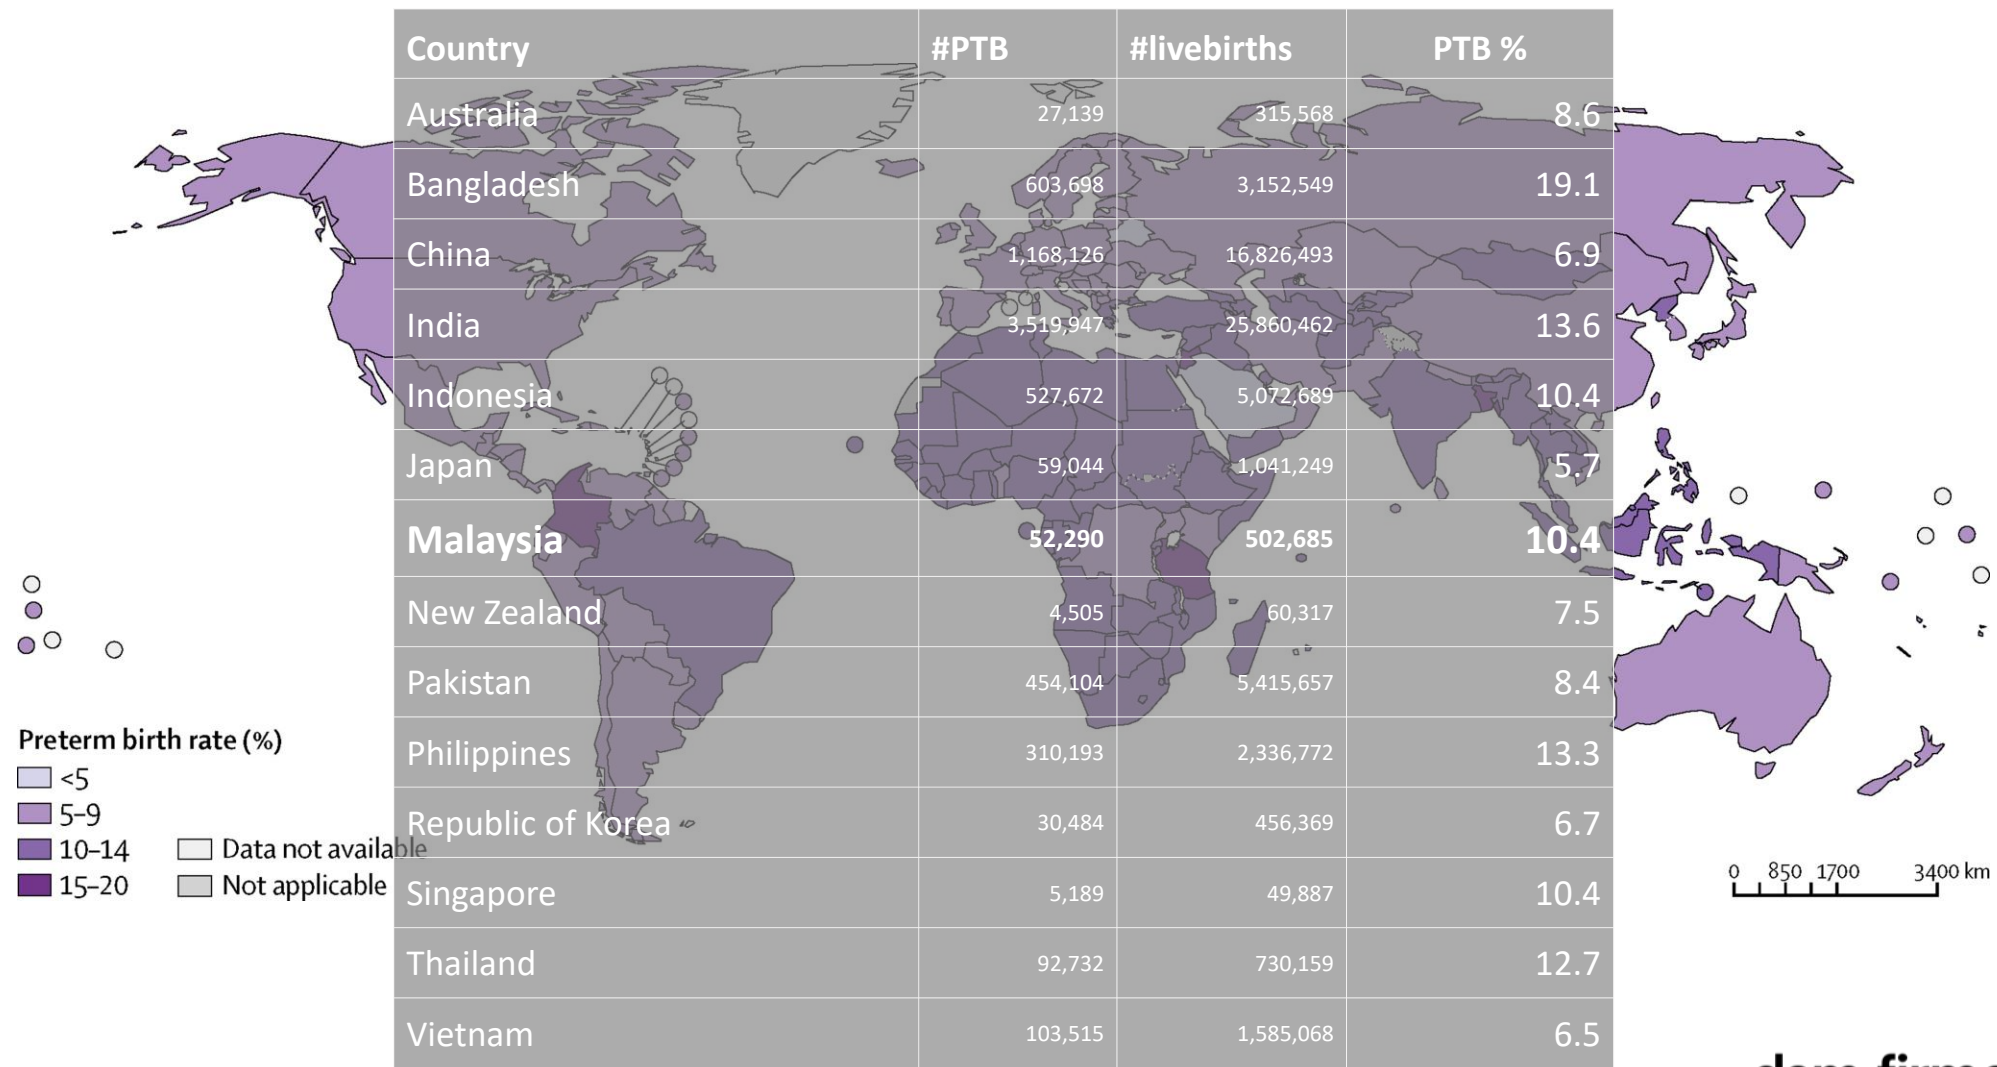 Country #PTB #livebirths PTB %
Australia 27,139 315,568 8.6
Bangladesh 603,698 3,152,549 19.1
China 1,168,126 16,826,493 6.9
India 3,519,947 25,860,462 13.6
Indonesia 527,672 5,072,689 10.4
Japan 59,044 1,041,249 5.7
Malaysia 52,290 502,685 10.4
New Zealand 4,505 60,317 7.5
Pakistan 454,104 5,415,657 8.4
Philippines 310,193 2,336,772 13.3
Republic of Korea 30,484 456,369 6.7
Singapore 5,189 49,887 10.4
Thailand 92,732 730,159 12.7
Vietnam 103,515 1,585,068 6.5
Preterm birth rate (%)
<5
5–9
10–14
15–20
Data not available
Not applicable
0 850 1700 3400 km